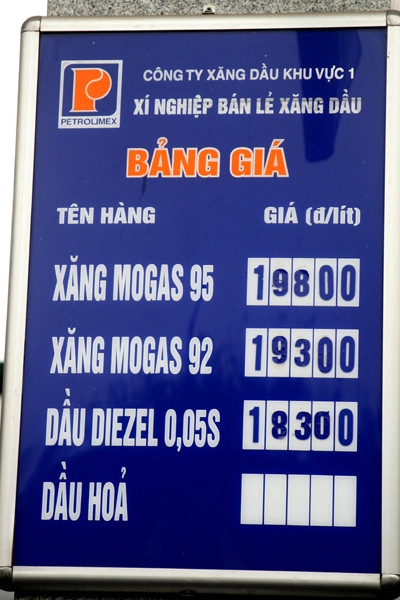 PETROLIMEX
CÔNG TY XĂNG DẦU KHU VỰC 1
XÍ NGHIỆP BÁN LẺ XĂNG DẦU
BẢNG GIÁ
TÊN HÀNG GIÁ (đ/lít)
XĂNG MOGAS 95 19800
XĂNG MOGAS 92 19300
DẦU DIEZEL 0,05S 18300
DẦU HOẢ